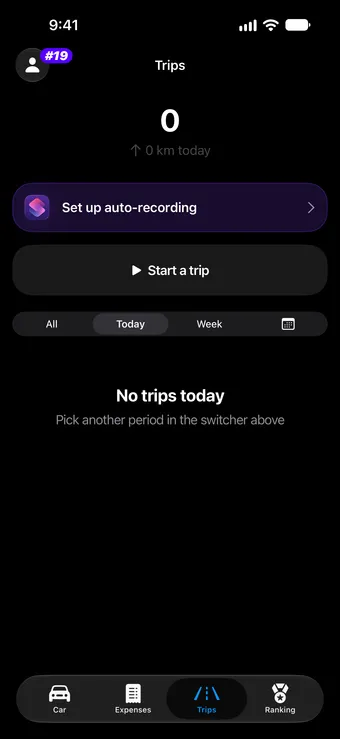 9:41
#19
Trips
0
↑ 0 km today
Set up auto-recording
Start a trip
All
Today
Week
No trips today
Pick another period in the switcher above
Car
Expenses
Trips
Ranking